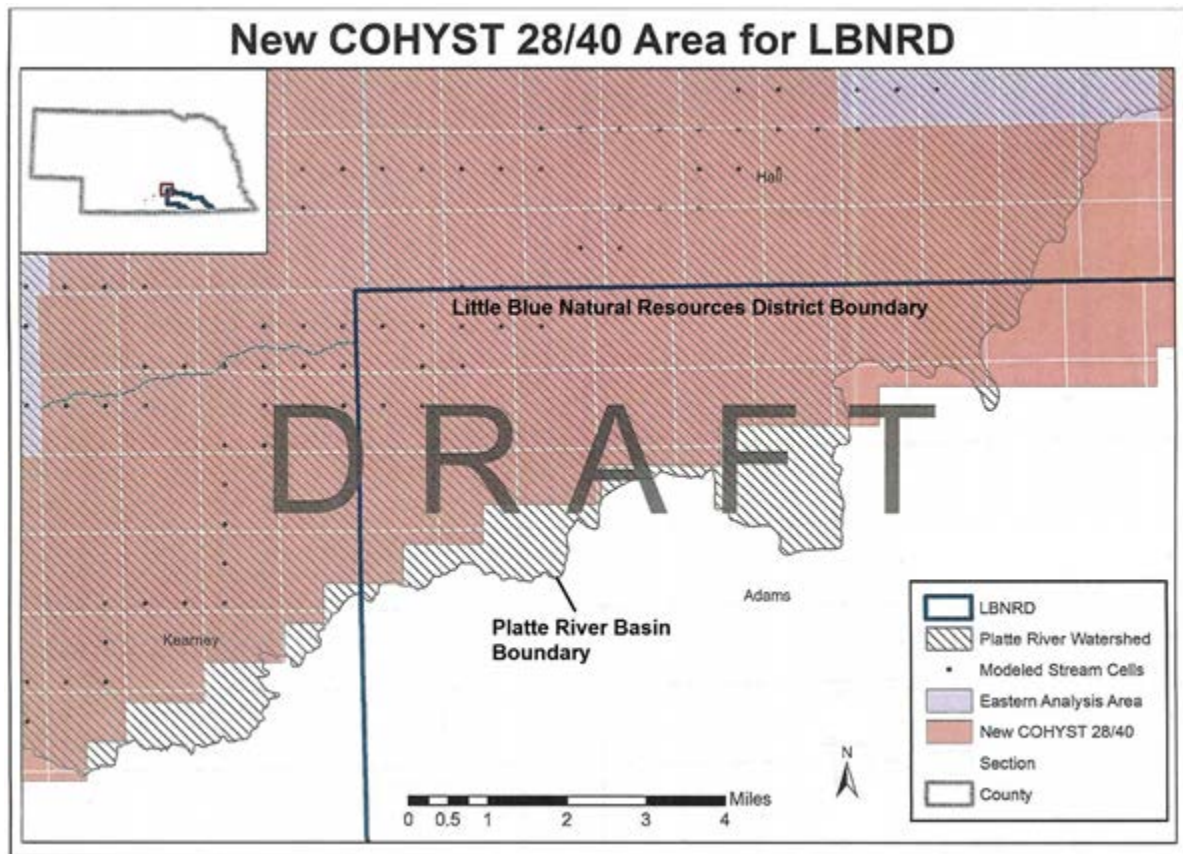 New COHYST 28/40 Area for LBNRD
Hall
Little Blue Natural Resources District Boundary
DRAFT
Adams
Kearney
Platte River Basin
Boundary
LBNRD
Platte River Watershed
Modeled Stream Cells
Eastern Analysis Area
New COHYST 28/40
Section
County
N
Miles
0 0.5 1 2 3 4